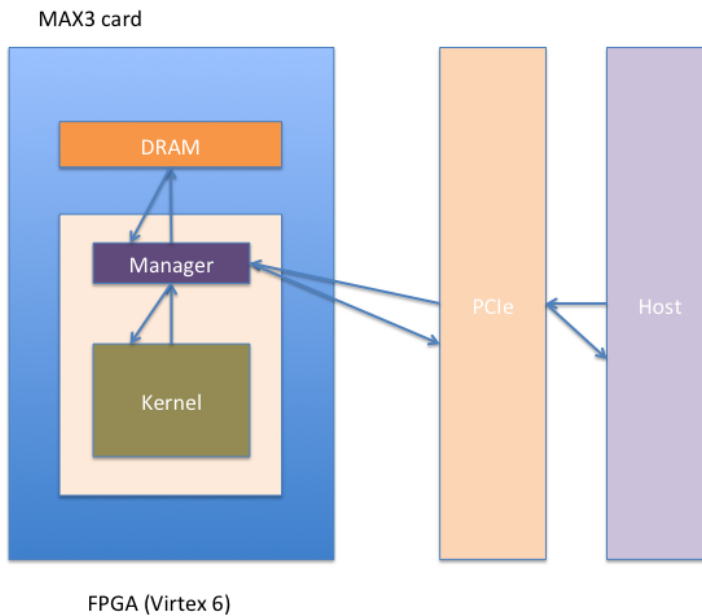 MAX3 card
DRAM
Manager
Kernel
PCIe
Host
FPGA (Virtex 6)